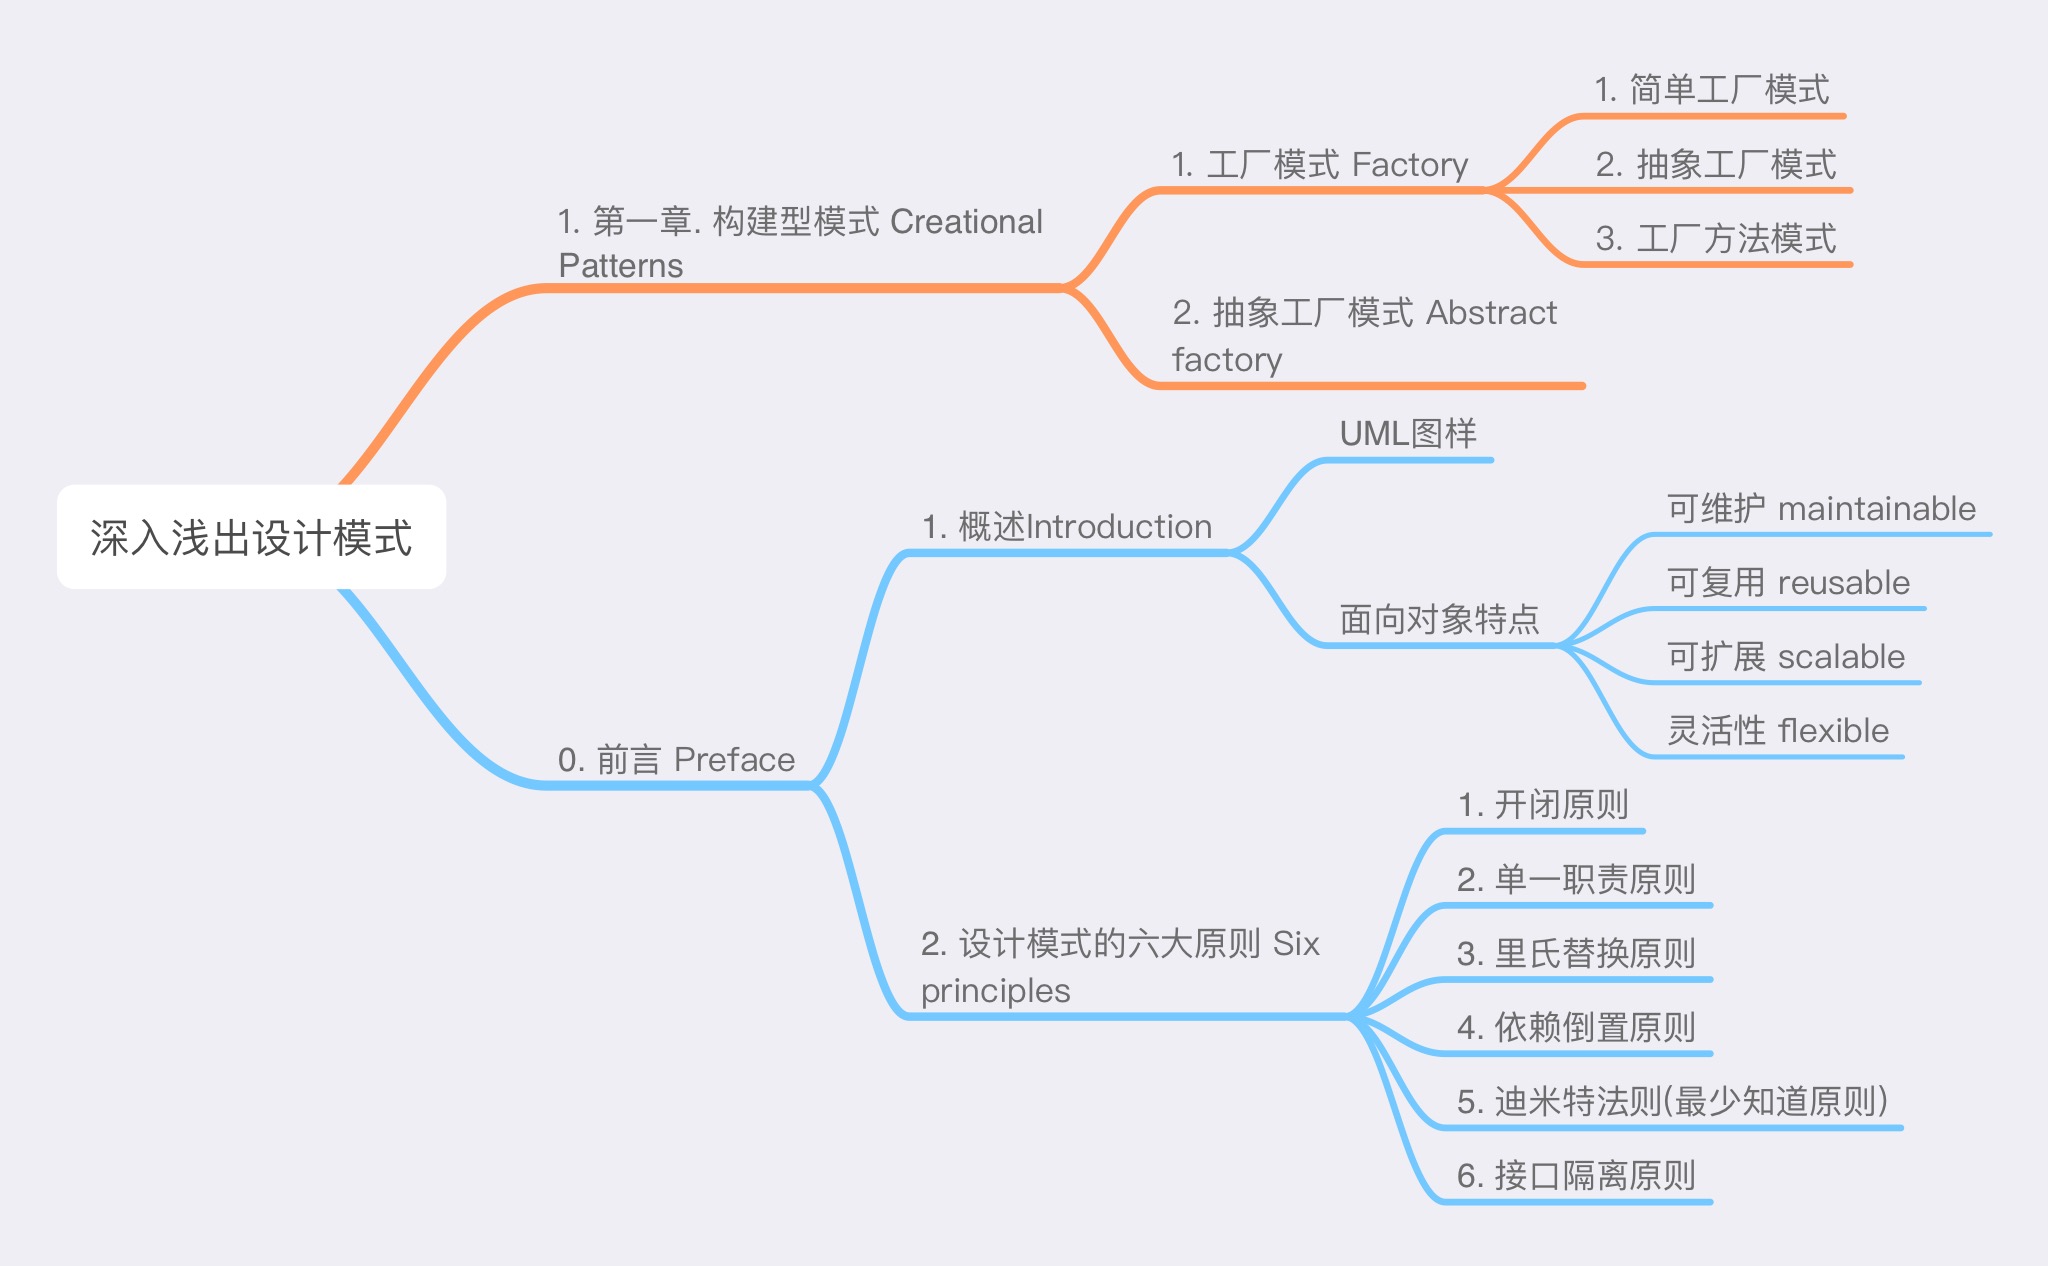 深入浅出设计模式
1. 第一章. 构建型模式 Creational
Patterns
1. 工厂模式 Factory
1. 简单工厂模式
2. 抽象工厂模式
3. 工厂方法模式
2. 抽象工厂模式 Abstract
factory
0. 前言 Preface
1. 概述Introduction
UML图样
面向对象特点
可维护 maintainable
可复用 reusable
可扩展 scalable
灵活性 flexible
2. 设计模式的六大原则 Six
principles
1. 开闭原则
2. 单一职责原则
3. 里氏替换原则
4. 依赖倒置原则
5. 迪米特法则(最少知道原则)
6. 接口隔离原则